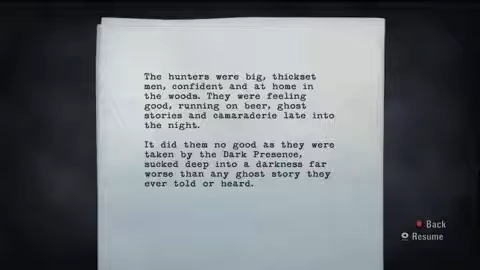 The hunters were big, thickset
men, confident and at home in
the woods. They were feeling
good, running on beer, ghost
stories and camaraderie late into
the night.
It did them no good as they were
taken by the Dark Presence,
sucked deep into a darkness far
worse than any ghost story they
ever told or heard.
Back
Resume